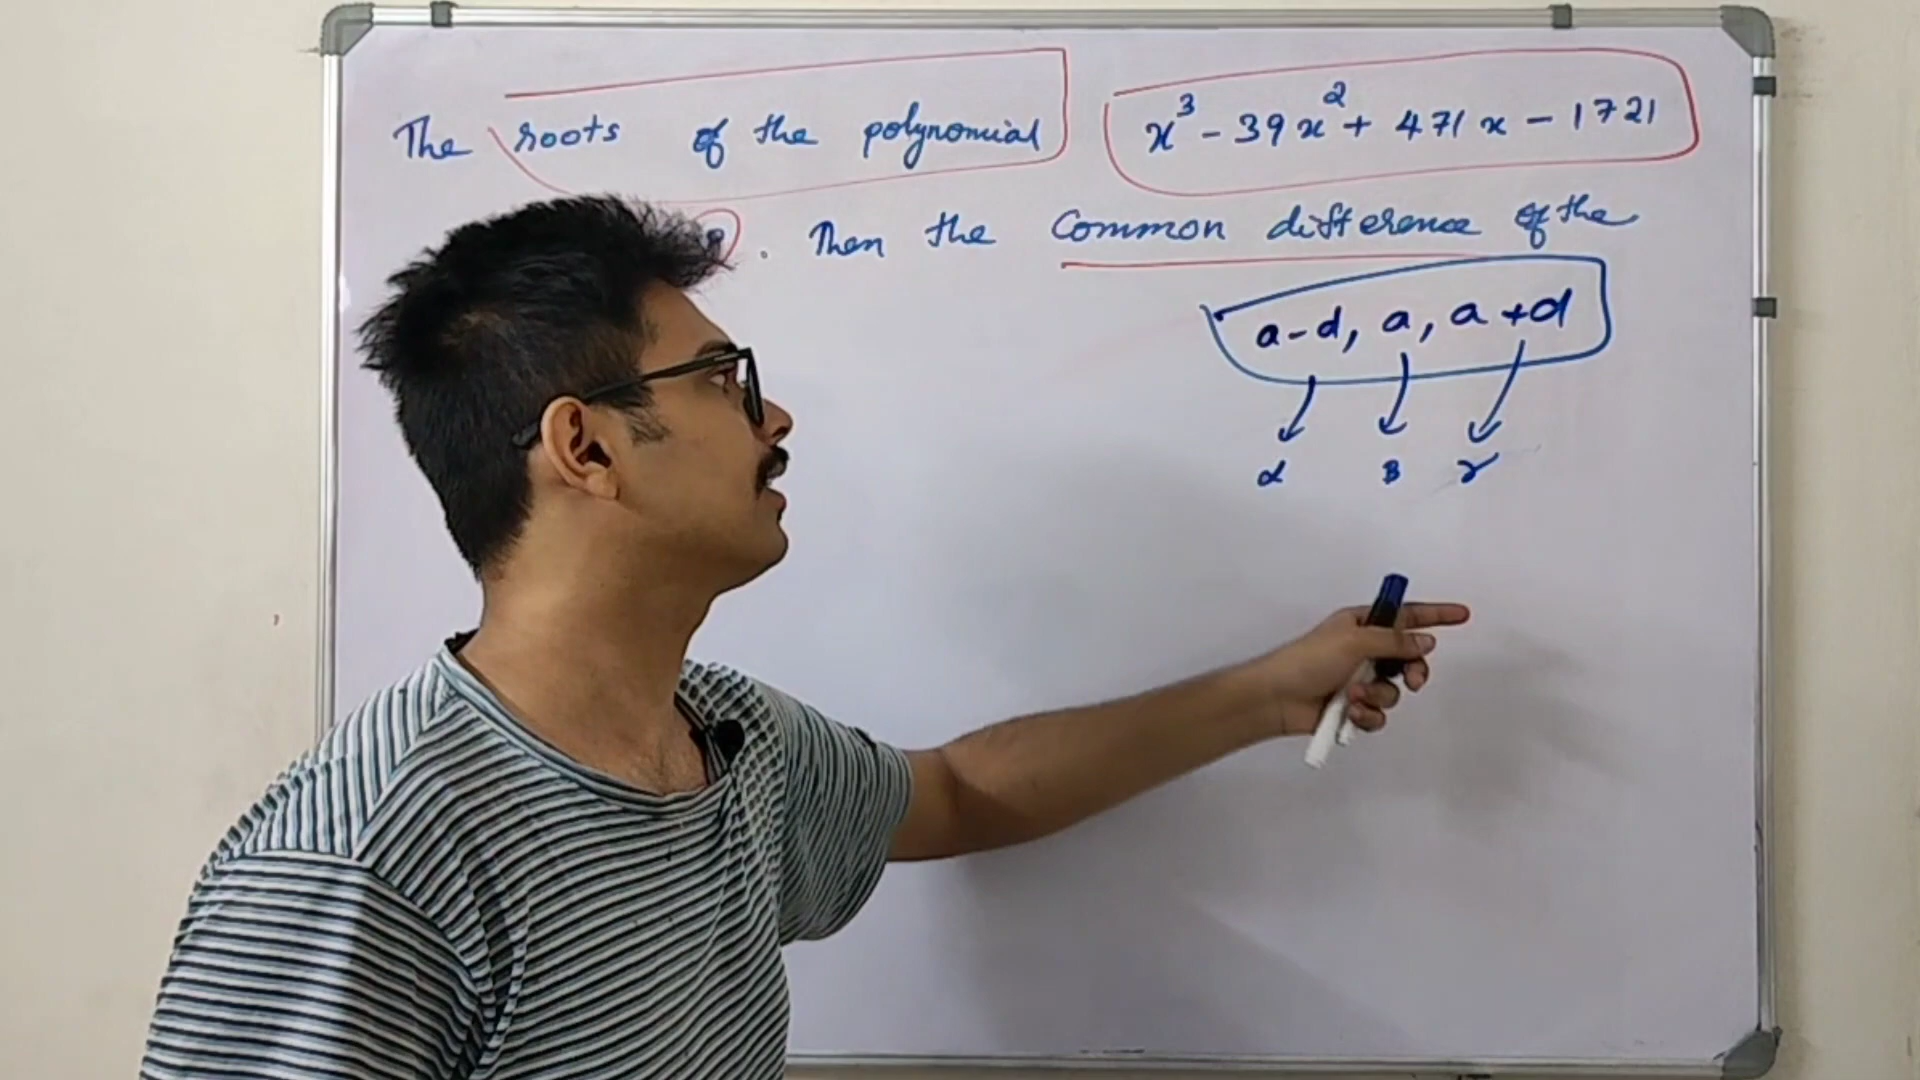 The roots of the polynomial x³ - 39x² + 471x - 1721
. Then the Common difference of the
a-d, a, a+d
α β γ